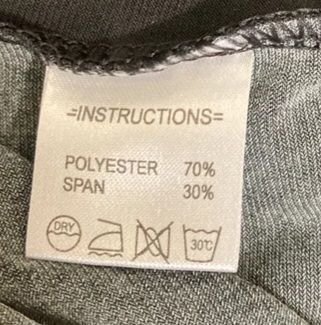 =INSTRUCTIONS=
POLYESTER 70%
SPAN 30%
DRY 30°C